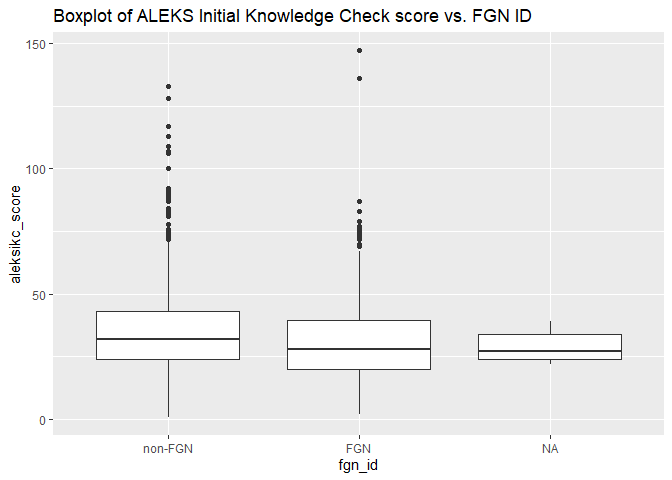 Boxplot of ALEKS Initial Knowledge Check score vs. FGN ID
150
100
50
0
aleksikc_score
non-FGN FGN NA
fgn_id